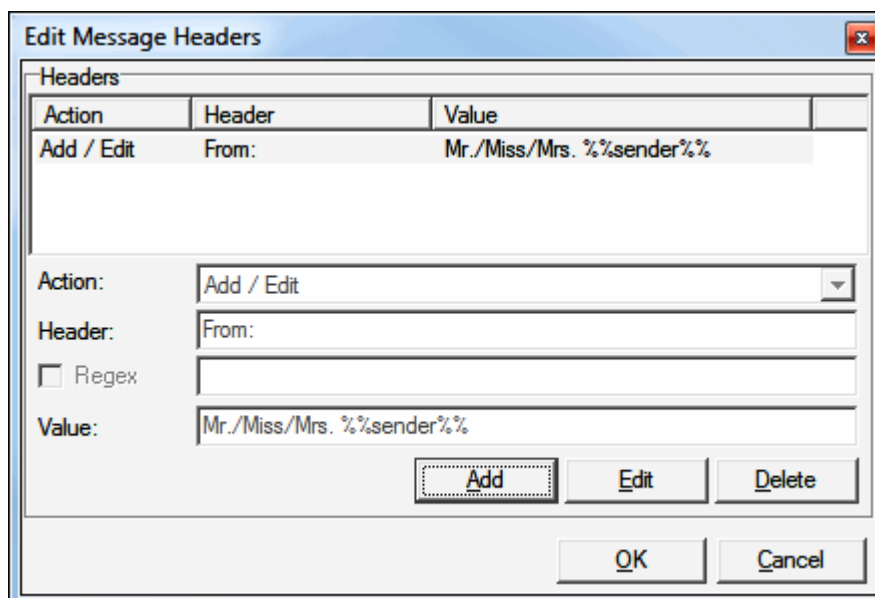 Edit Message Headers
Headers
Action Header Value
Add / Edit From: Mr./Miss/Mrs. %%sender%%
Action: Add / Edit
Header: From:
Regex
Value: Mr./Miss/Mrs. %%sender%%
Add Edit Delete
OK Cancel